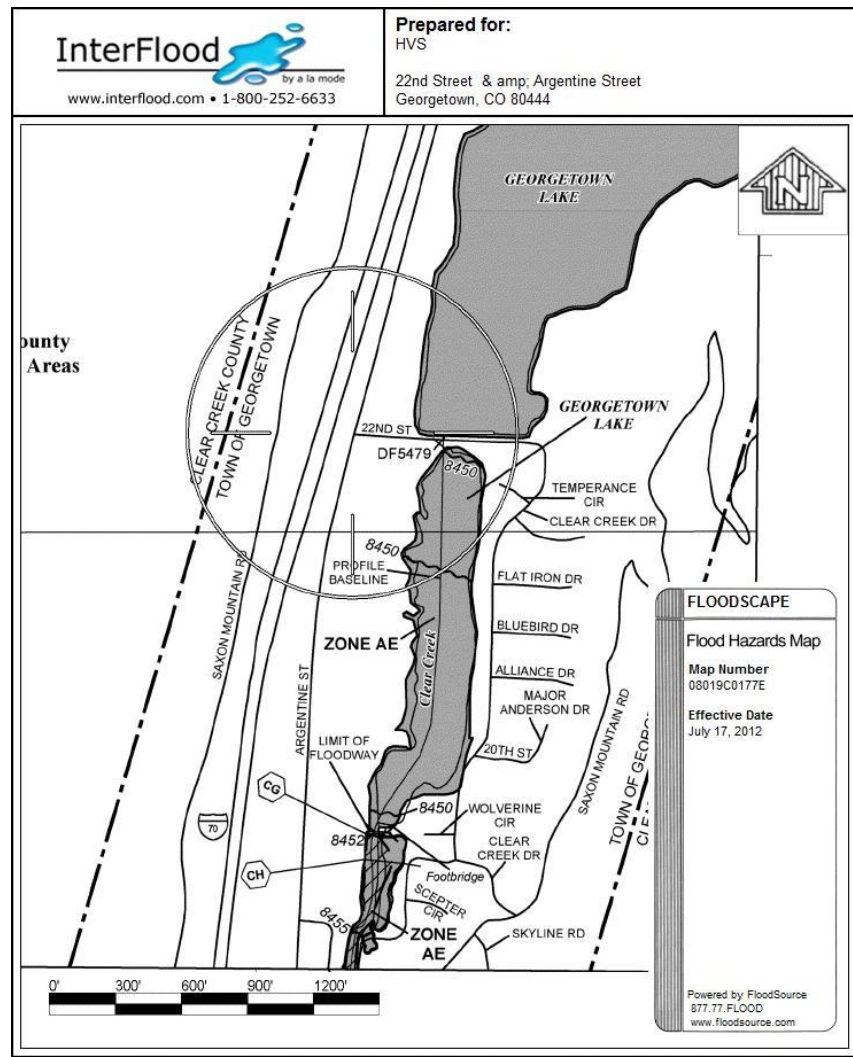 InterFlood
by a la mode
www.interflood.com • 1-800-252-6633
Prepared for:
HVS
22nd Street & amp; Argentine Street
Georgetown, CO 80444
GEORGETOWN
LAKE
N
ounty
Areas
CLEAR CREEK COUNTY
TOWN OF GEORGETOWN
22ND ST
DF5479
8450
GEORGETOWN
LAKE
TEMPERANCE
CIR
CLEAR CREEK DR
8450
PROFILE
BASELINE
FLAT IRON DR
SAXON MOUNTAIN RD
ZONE AE
Clear Creek
BLUEBIRD DR
ALLIANCE DR
MAJOR
ANDERSON DR
ARGENTINE ST
LIMIT OF
FLOODWAY
20TH ST
SAXON MOUNTAIN RD
TOWN OF GEORG
CLE
CG
8450
WOLVERINE
CIR
70
8452
CLEAR
CREEK DR
CH
Footbridge
SCEPTER
CIR
8455
ZONE
AE
SKYLINE RD
FLOODSCAPE
Flood Hazards Map
Map Number
08019C0177E
Effective Date
July 17, 2012
Powered by FloodSource
877.77.FLOOD
www.floodsource.com
0' 300' 600' 900' 1200'